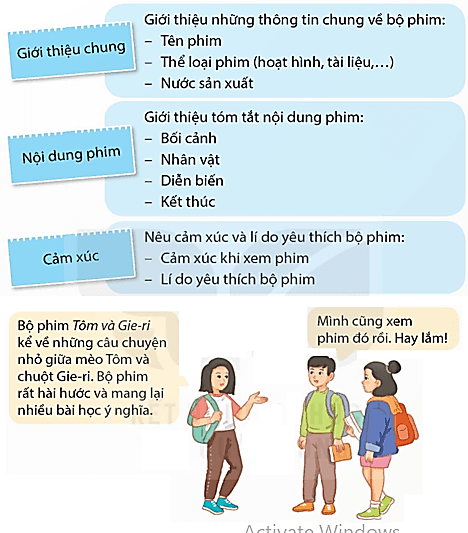 Giới thiệu chung
Giới thiệu những thông tin chung về bộ phim:
– Tên phim
– Thể loại phim (hoạt hình, tài liệu,...)
– Nước sản xuất
Nội dung phim
Giới thiệu tóm tắt nội dung phim:
– Bối cảnh
– Nhân vật
– Diễn biến
– Kết thúc
Cảm xúc
Nêu cảm xúc và lí do yêu thích bộ phim:
– Cảm xúc khi xem phim
– Lí do yêu thích bộ phim
Bộ phim Tôm và Gie-ri
kể về những câu chuyện
nhỏ giữa mèo Tôm và
chuột Gie-ri. Bộ phim
rất hài hước và mang lại
nhiều bài học ý nghĩa.
Mình cũng xem
phim đó rồi. Hay lắm!
Activate Windows